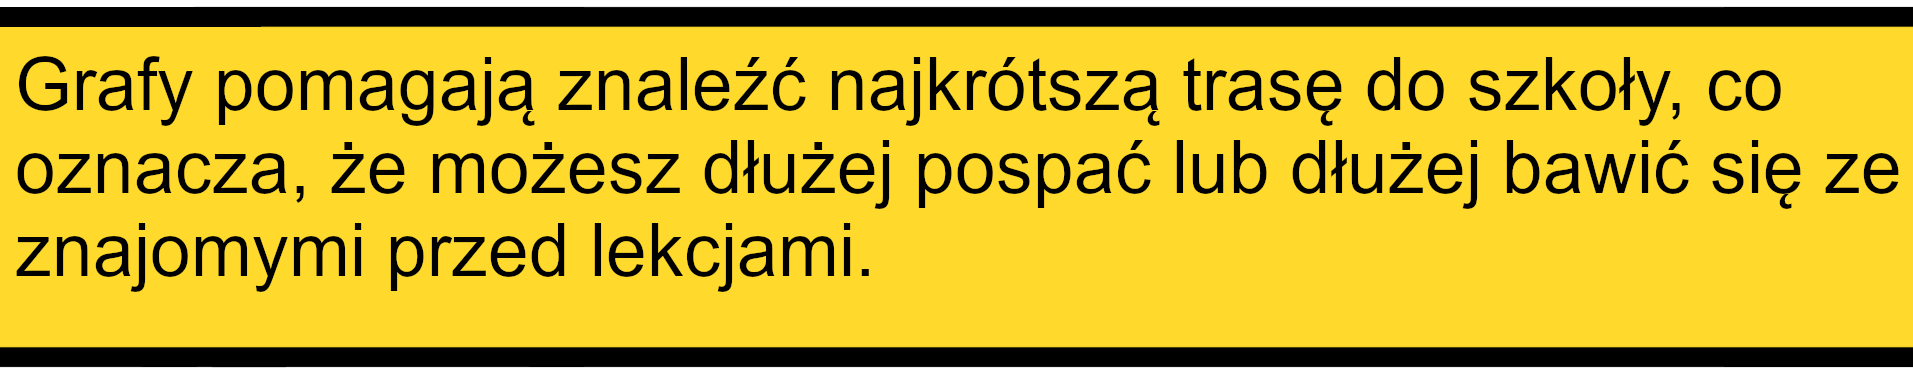 Grafy pomagają znaleźć najkrótszą trasę do szkoły, co
oznacza, że możesz dłużej pospać lub dłużej bawić się ze
znajomymi przed lekcjami.